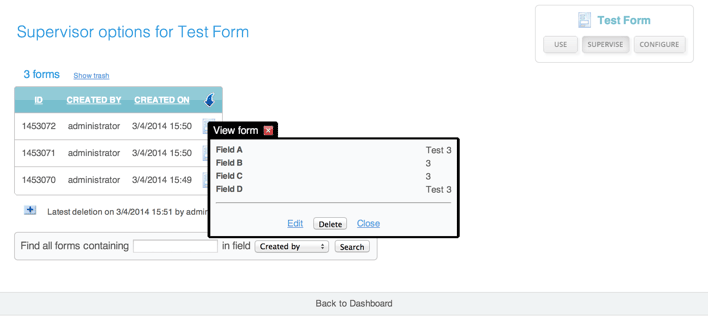 Supervisor options for Test Form
Test Form
USE SUPERVISE CONFIGURE
3 forms Show trash
ID CREATED BY CREATED ON
1453072 administrator 3/4/2014 15:50
1453071 administrator 3/4/2014 15:50
1453070 administrator 3/4/2014 15:49
View form
Field A Test 3
Field B 3
Field C 3
Field D Test 3
Edit Delete Close
Latest deletion on 3/4/2014 15:51 by admin
Find all forms containing in field Created by Search
Back to Dashboard